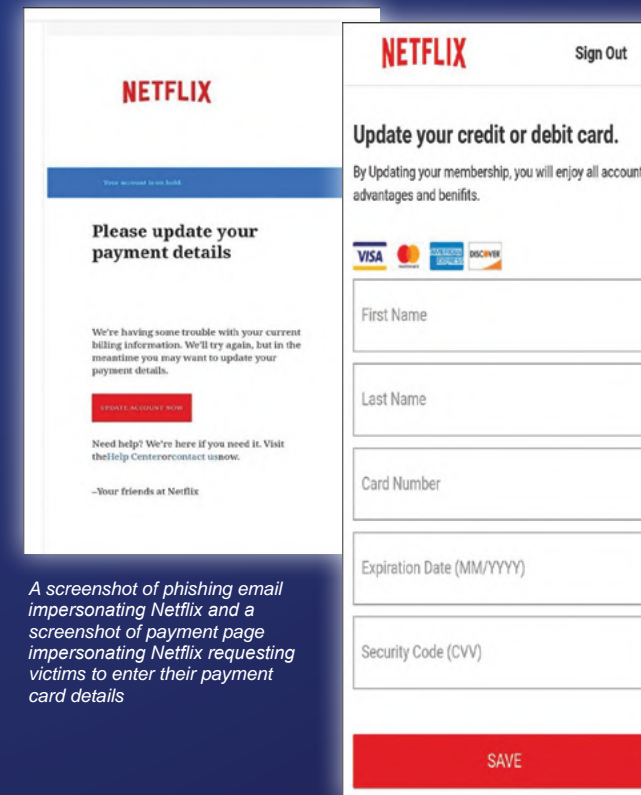 NETFLIX
Your account is on hold.
Please update your
payment details
We're having some trouble with your current
billing information. We'll try again, but in the
meantime you may want to update your
payment details.
UPDATE ACCOUNT NOW
Need help? We're here if you need it. Visit
theHelp Centerorcontact usnow.
–Your friends at Netflix
A screenshot of phishing email
impersonating Netflix and a
screenshot of payment page
impersonating Netflix requesting
victims to enter their payment
card details
NETFLIX
Sign Out
Update your credit or debit card.
By Updating your membership, you will enjoy all account
advantages and benifits.
VISA
mastercard
AMERICAN
EXPRESS
DISCOVER
First Name
Last Name
Card Number
Expiration Date (MM/YYYY)
Security Code (CVV)
SAVE